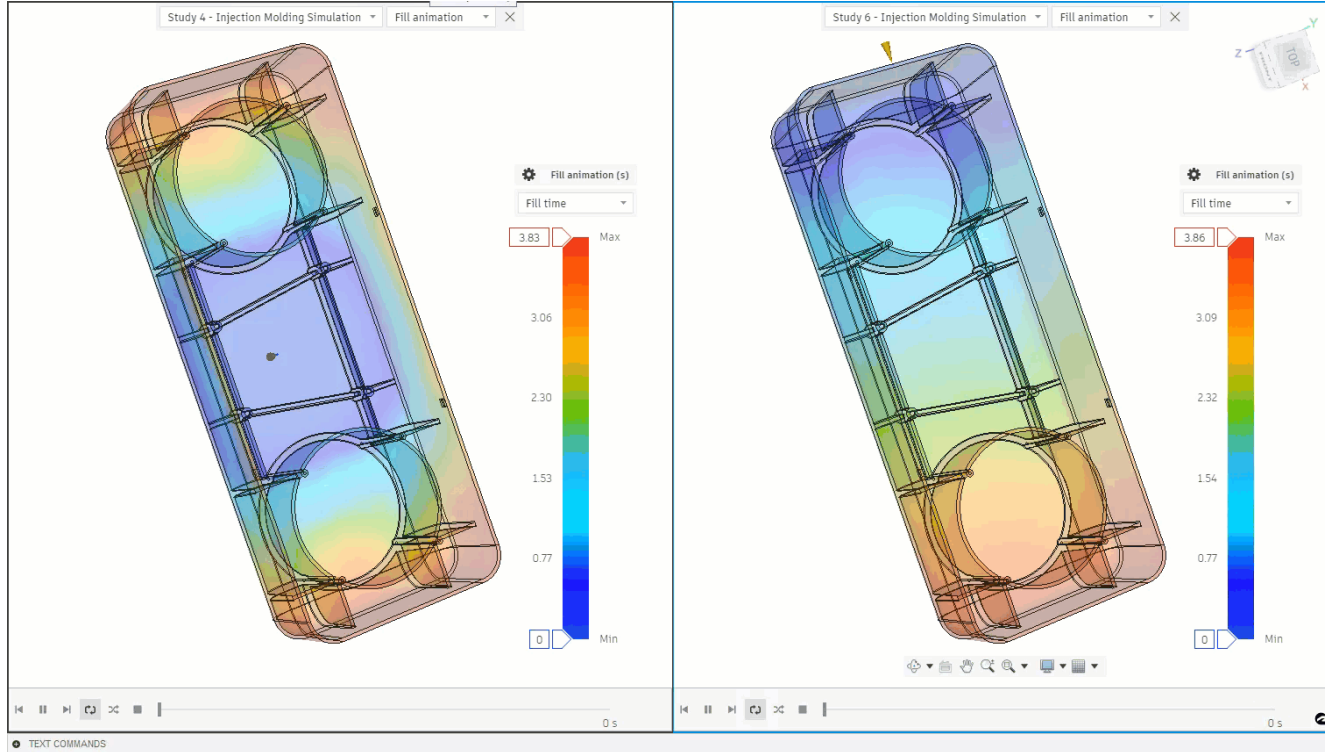 Study 4 - Injection Molding Simulation
Fill animation
Fill animation (s)
Fill time
3.83
Max
3.06
2.30
1.53
0.77
0
Min
0 s
Study 6 - Injection Molding Simulation
Fill animation
Z
Y
TOP
X
Fill animation (s)
Fill time
3.86
Max
3.09
2.32
1.54
0.77
0
Min
0 s
TEXT COMMANDS